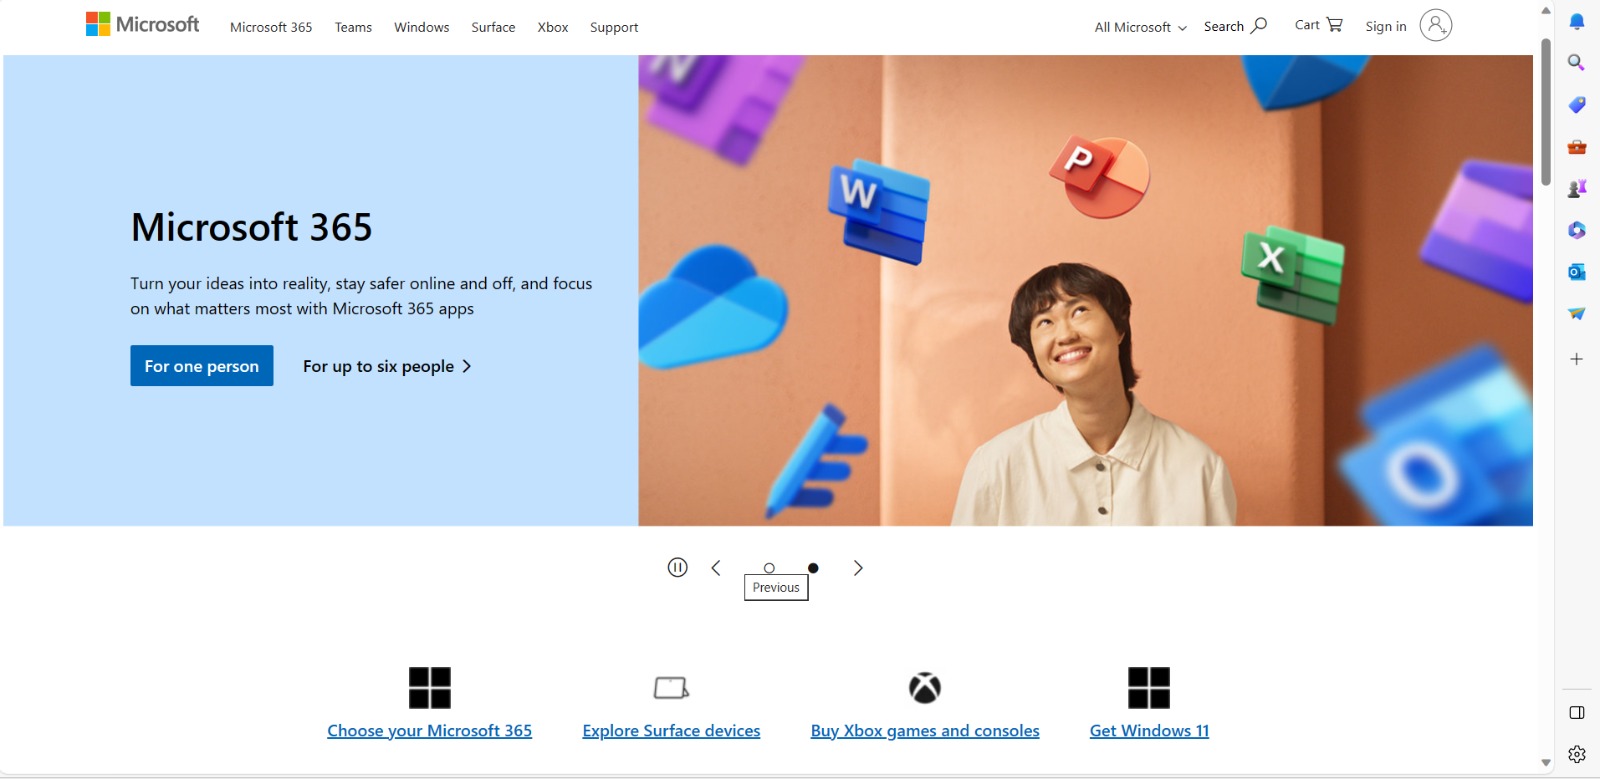 Microsoft
Microsoft 365
Teams
Windows
Surface
Xbox
Support
All Microsoft
Search
Cart
Sign in
N
W
P
X
O
Microsoft 365
Turn your ideas into reality, stay safer online and off, and focus
on what matters most with Microsoft 365 apps
For one person
For up to six people
Previous
Choose your Microsoft 365
Explore Surface devices
Buy Xbox games and consoles
Get Windows 11